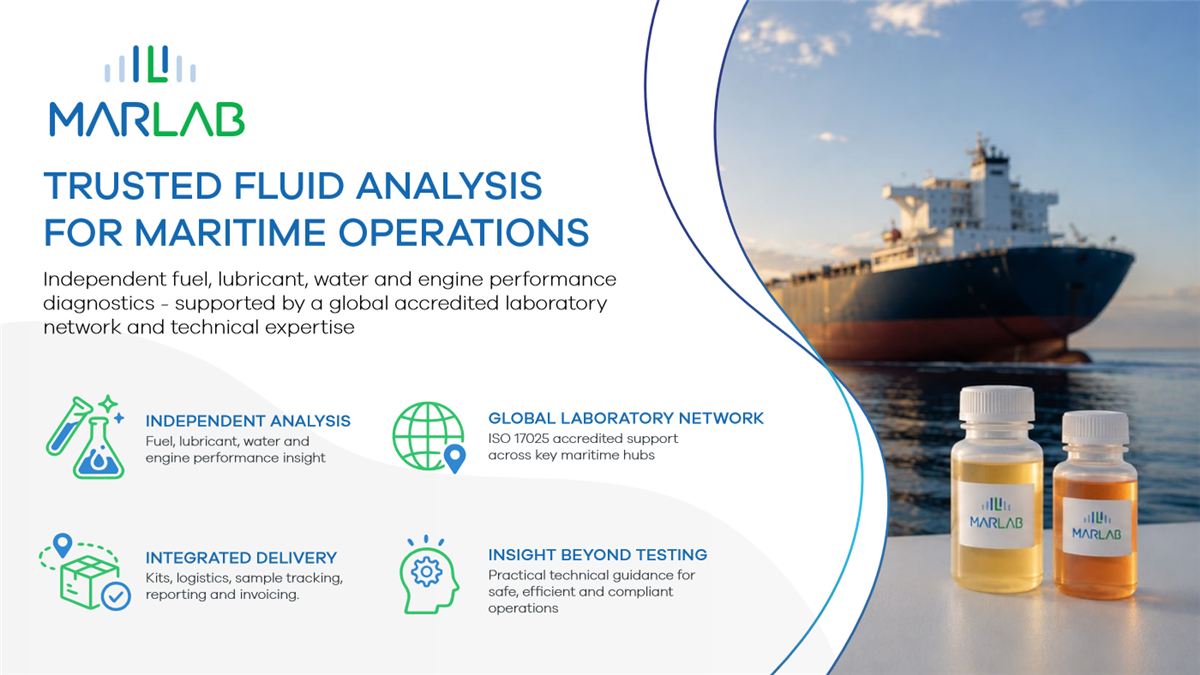 MARLAB
TRUSTED FLUID ANALYSIS
FOR MARITIME OPERATIONS
Independent fuel, lubricant, water and engine performance
diagnostics - supported by a global accredited laboratory
network and technical expertise
INDEPENDENT ANALYSIS
Fuel, lubricant, water and
engine performance insight
GLOBAL LABORATORY NETWORK
ISO 17025 accredited support
across key maritime hubs
INTEGRATED DELIVERY
Kits, logistics, sample tracking,
reporting and invoicing.
INSIGHT BEYOND TESTING
Practical technical guidance for
safe, efficient and compliant
operations
MARLAB
MARLAB